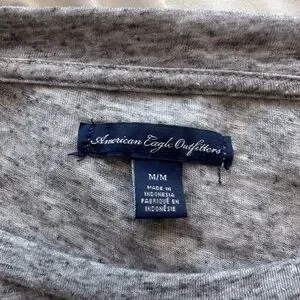 American Eagle Outfitters
M/M
MADE IN
INDONESIA
FABRIQUÉ EN
INDONÉSIE